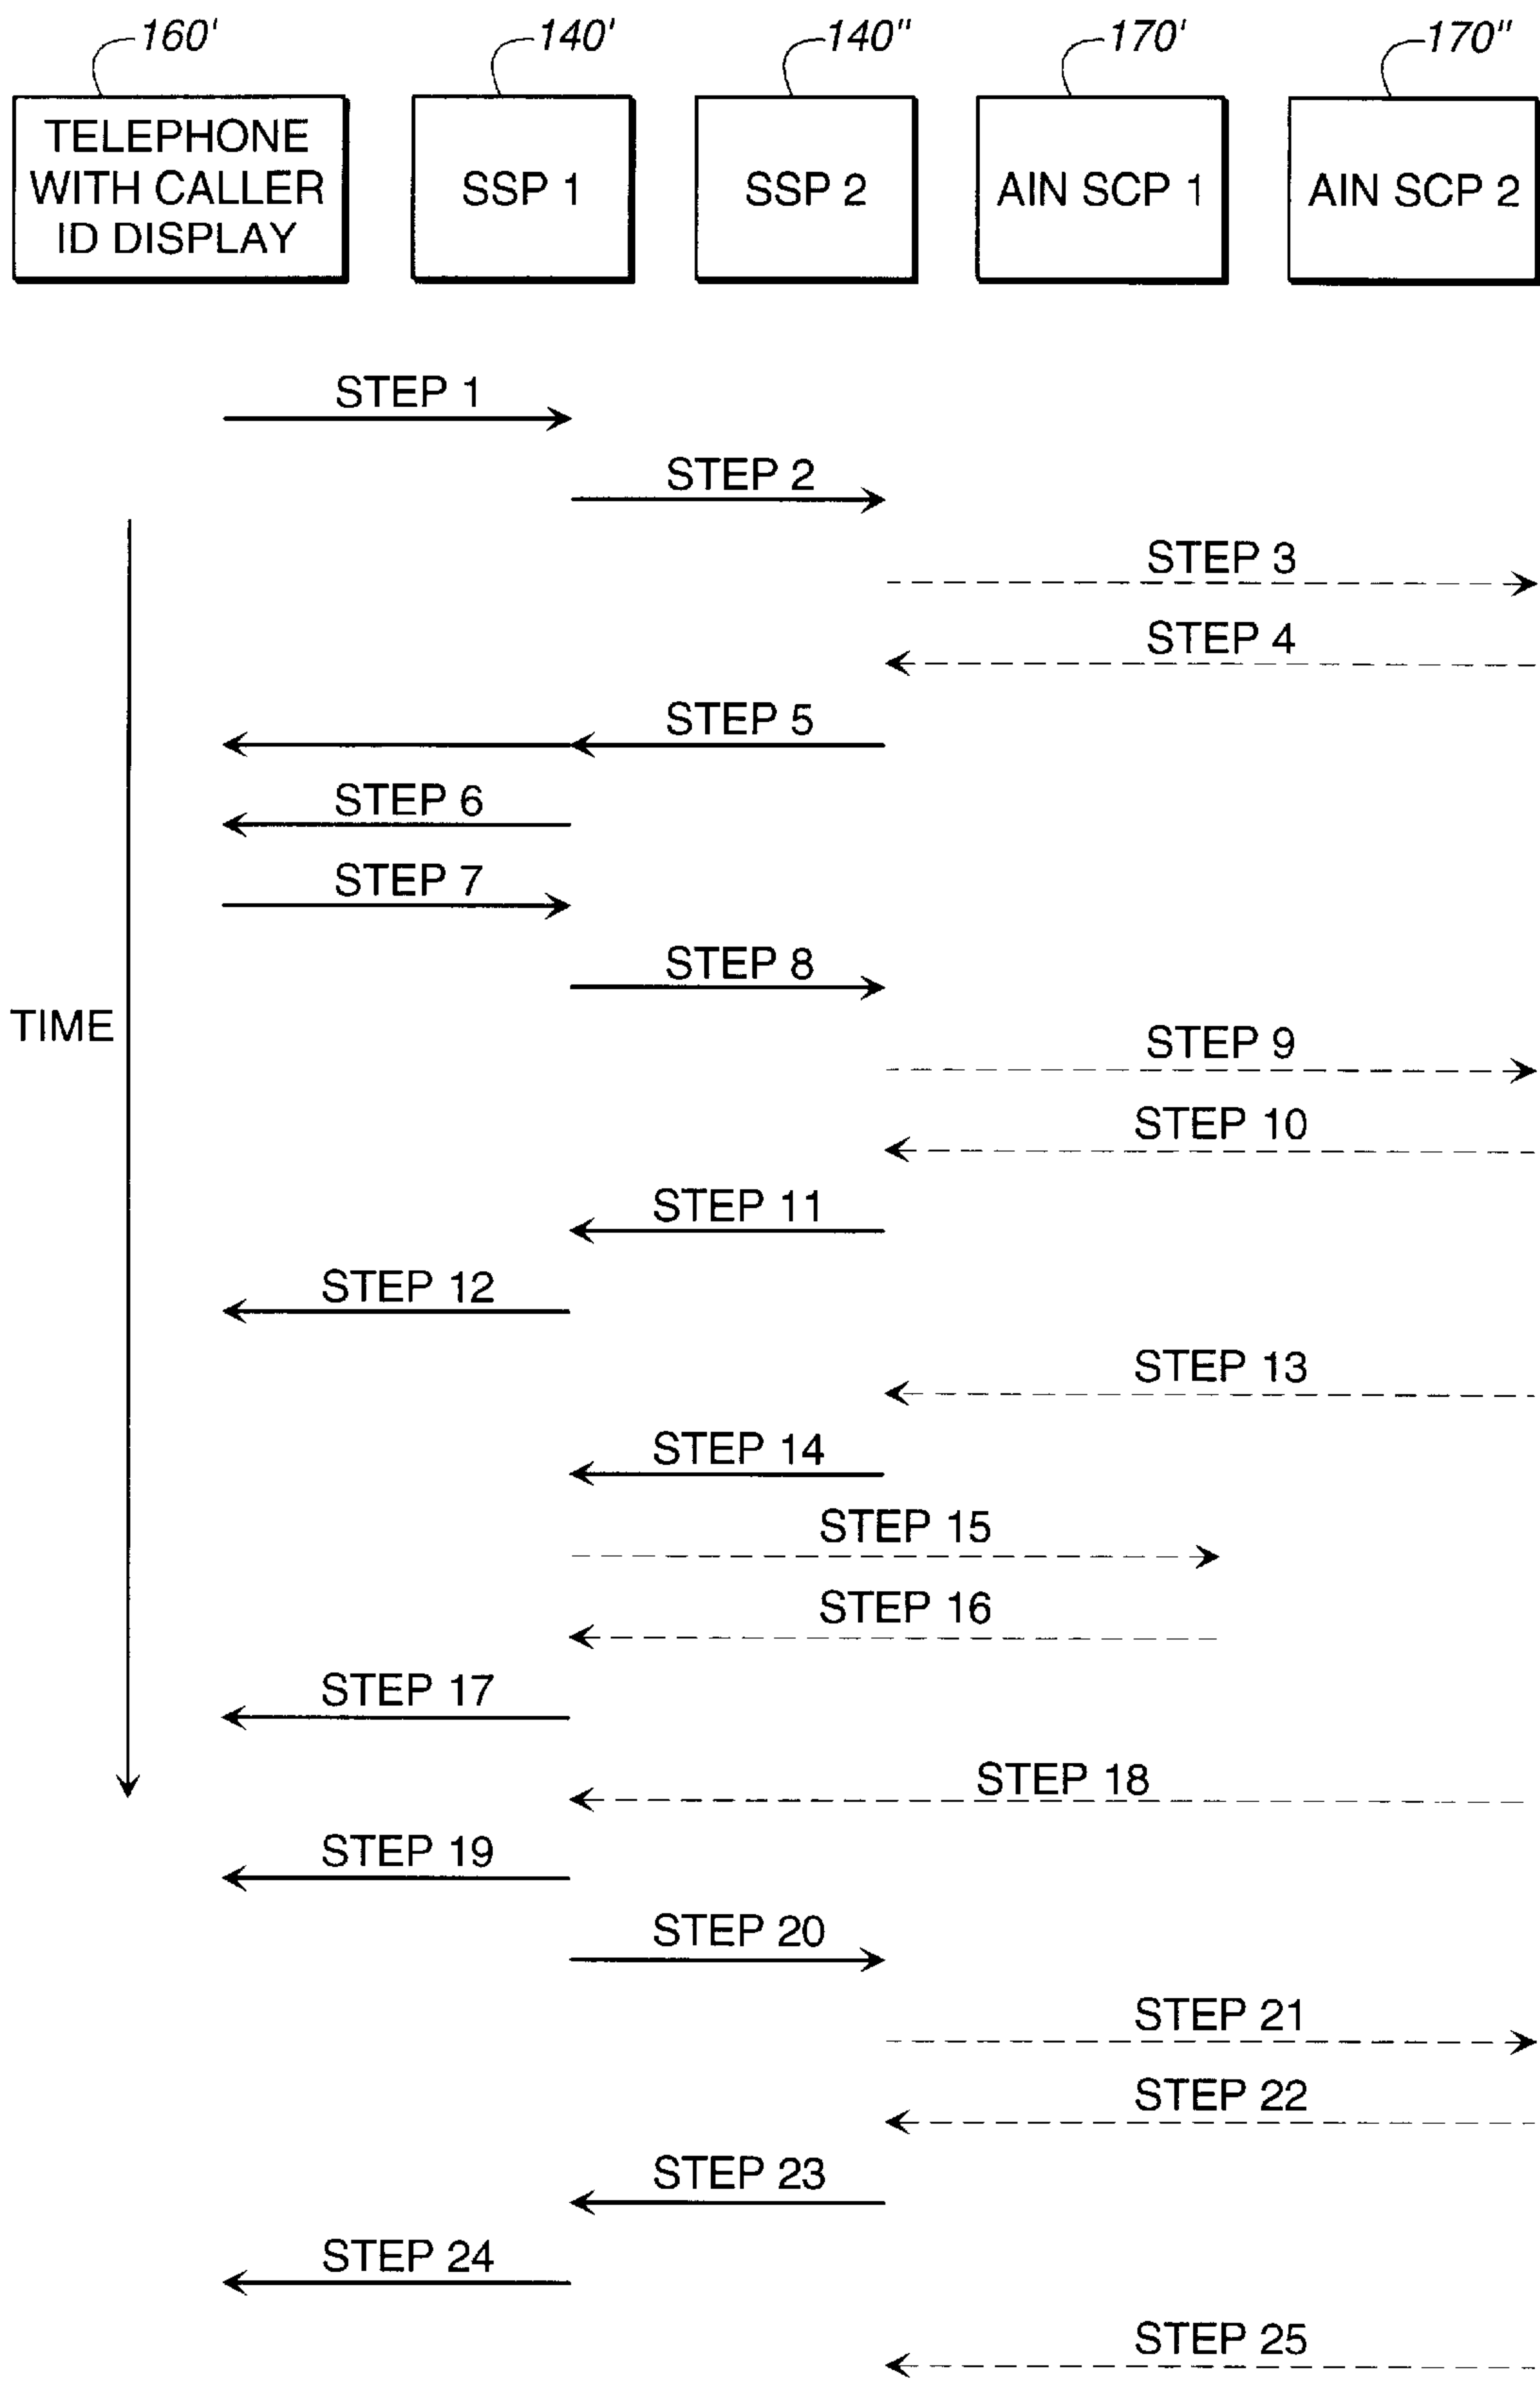 160' 140' 140" 170' 170"
TELEPHONE
WITH CALLER
ID DISPLAY
SSP 1
SSP 2
AIN SCP 1
AIN SCP 2
STEP 1
STEP 2
STEP 3
STEP 4
STEP 5
STEP 6
STEP 7
STEP 8
TIME
STEP 9
STEP 10
STEP 11
STEP 12
STEP 13
STEP 14
STEP 15
STEP 16
STEP 17
STEP 18
STEP 19
STEP 20
STEP 21
STEP 22
STEP 23
STEP 24
STEP 25